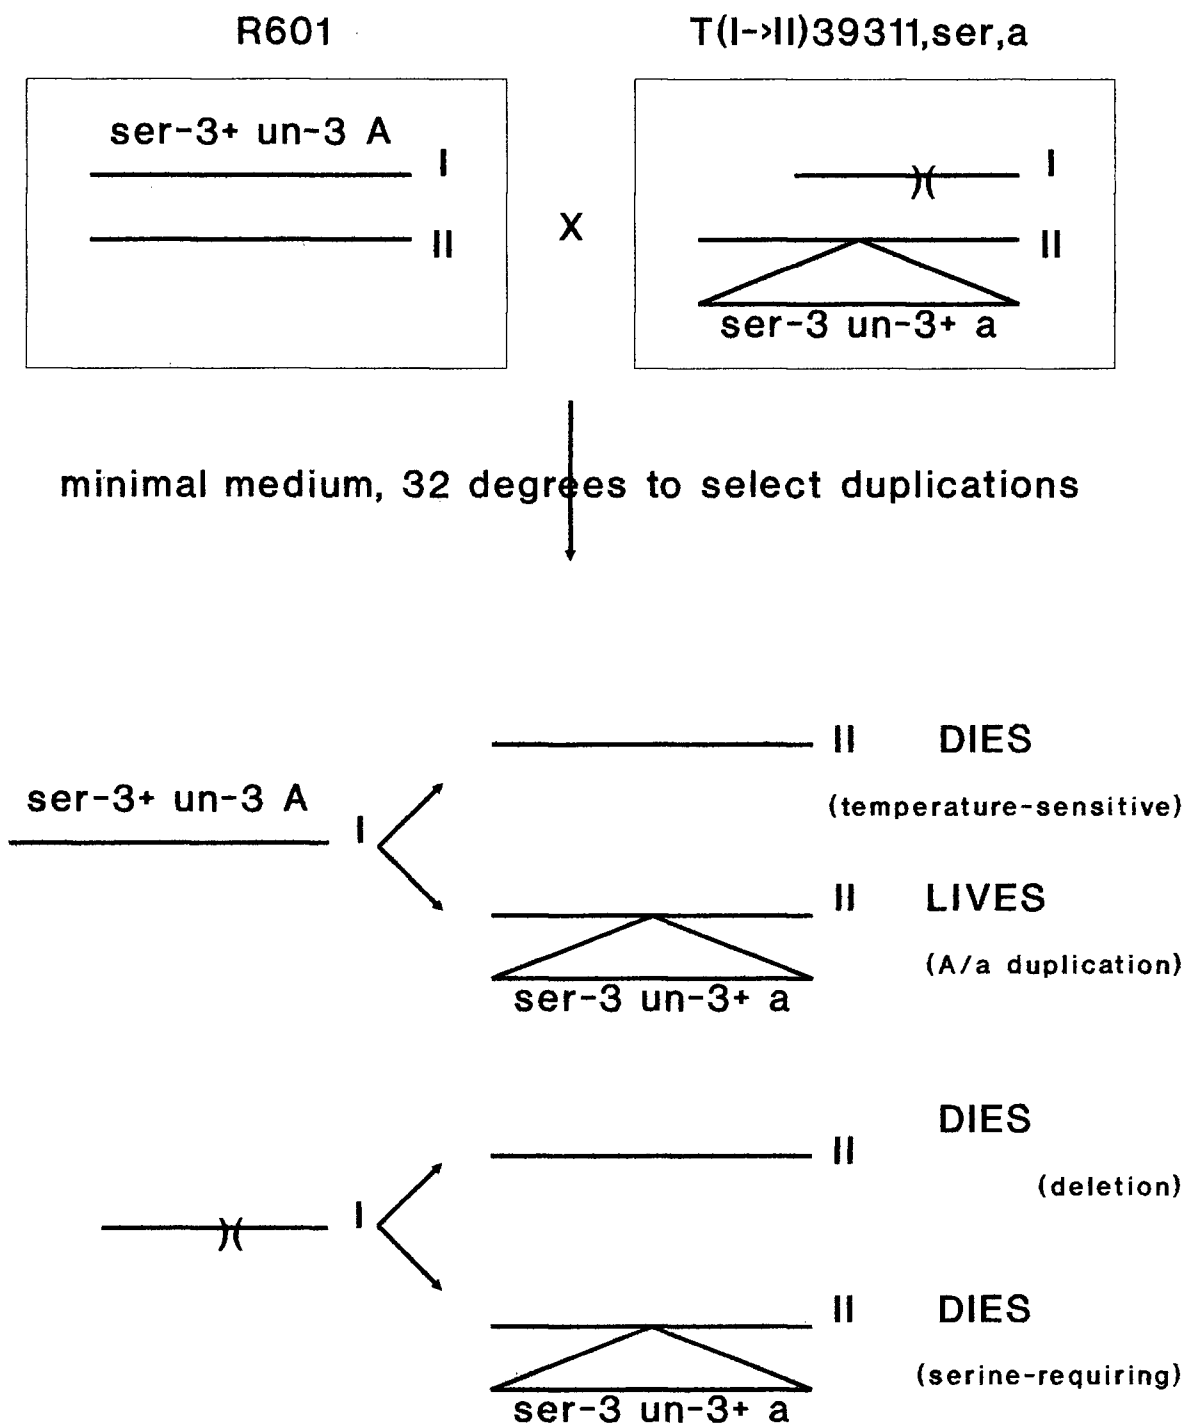 R601
T(I->II)39311,ser,a
ser-3+ un-3 A
I
II
X
I
)(
II
ser-3 un-3+ a
minimal medium, 32 degrees to select duplications
II DIES
(temperature-sensitive)
ser-3+ un-3 A
I
II LIVES
(A/a duplication)
ser-3 un-3+ a
DIES
II
(deletion)
I
)(
II DIES
(serine-requiring)
ser-3 un-3+ a